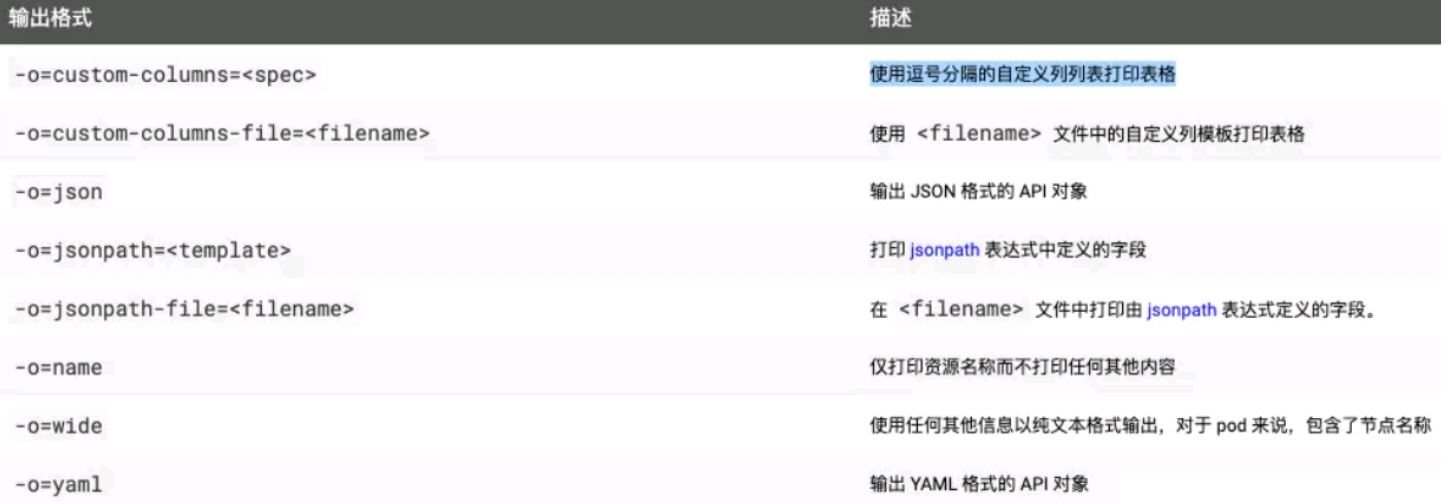 输出格式 描述
-o=custom-columns=<spec> 使用逗号分隔的自定义列列表打印表格
-o=custom-columns-file=<filename> 使用 <filename> 文件中的自定义列模板打印表格
-o=json 输出 JSON 格式的 API 对象
-o=jsonpath=<template> 打印 jsonpath 表达式中定义的字段
-o=jsonpath-file=<filename> 在 <filename> 文件中打印由 jsonpath 表达式定义的字段。
-o=name 仅打印资源名称而不打印任何其他内容
-o=wide 使用任何其他信息以纯文本格式输出，对于 pod 来说，包含了节点名称
-o=yaml 输出 YAML 格式的 API 对象